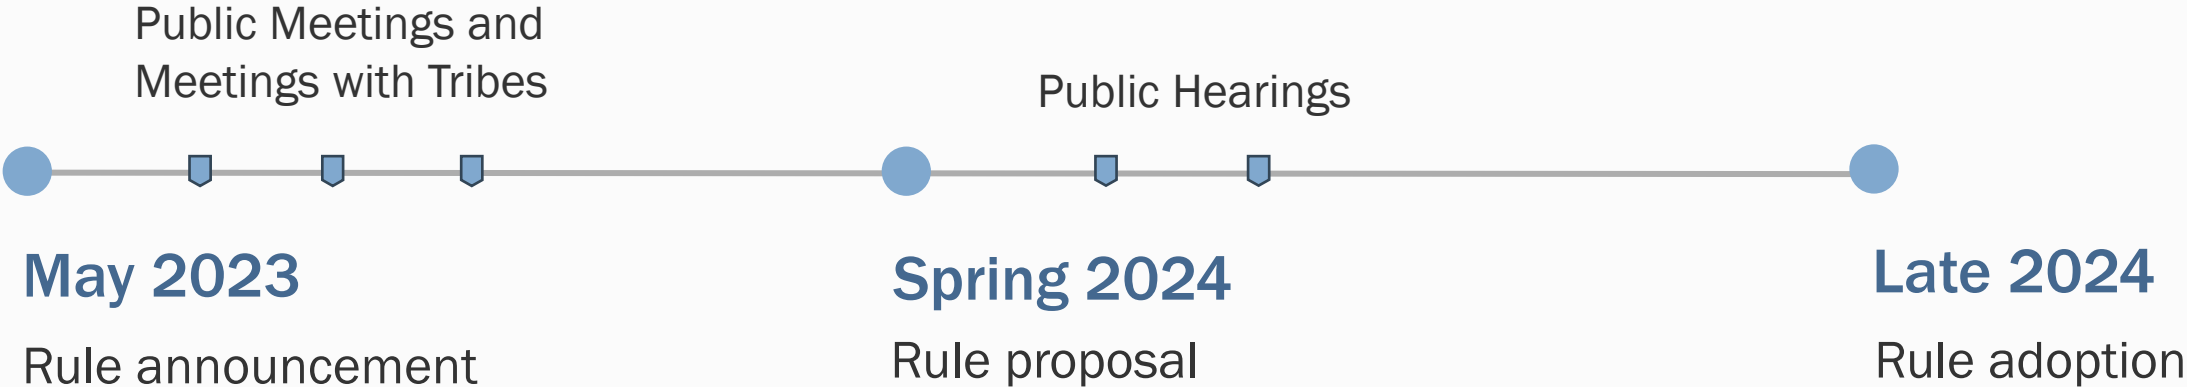 Public Meetings and
Meetings with Tribes
Public Hearings
May 2023
Rule announcement
Spring 2024
Rule proposal
Late 2024
Rule adoption